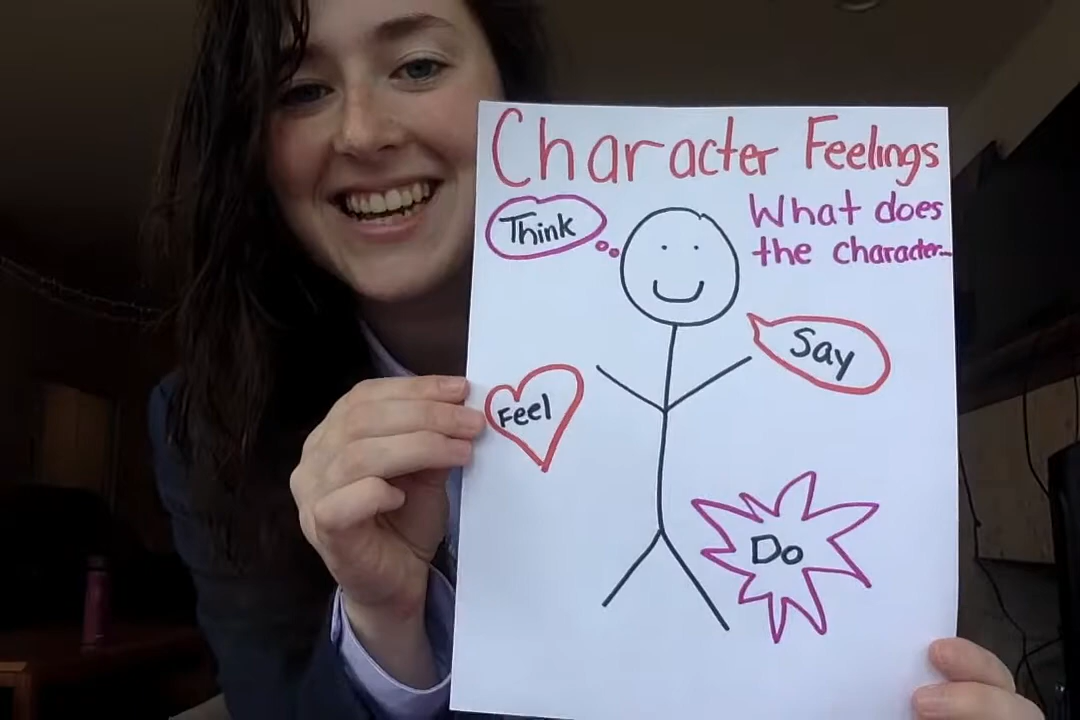 Character Feelings
What does
the character...
Think
Say
Feel
Do